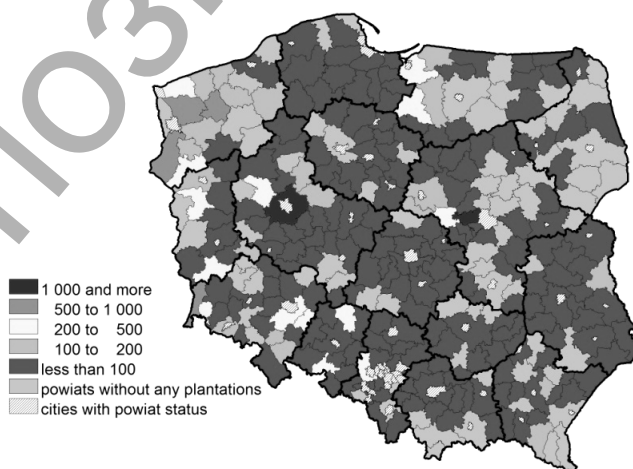 ПОЗ
1 000 and more
500 to 1 000
200 to 500
100 to 200
less than 100
powiats without any plantations
cities with powiat status